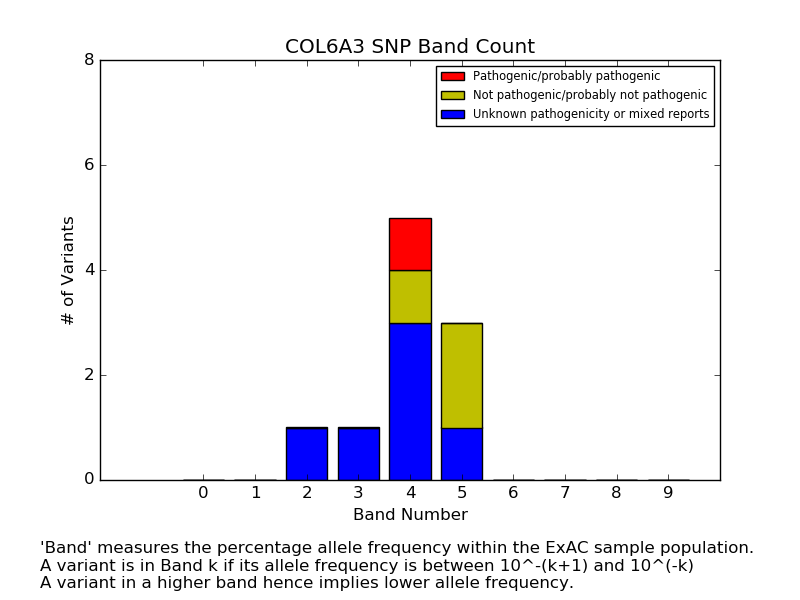 COL6A3 SNP Band Count
8
6
4
2
0
# of Variants
Pathogenic/probably pathogenic
Not pathogenic/probably not pathogenic
Unknown pathogenicity or mixed reports
0 1 2 3 4 5 6 7 8 9
Band Number
'Band' measures the percentage allele frequency within the ExAC sample population.
A variant is in Band k if its allele frequency is between 10^-(k+1) and 10^(-k)
A variant in a higher band hence implies lower allele frequency.